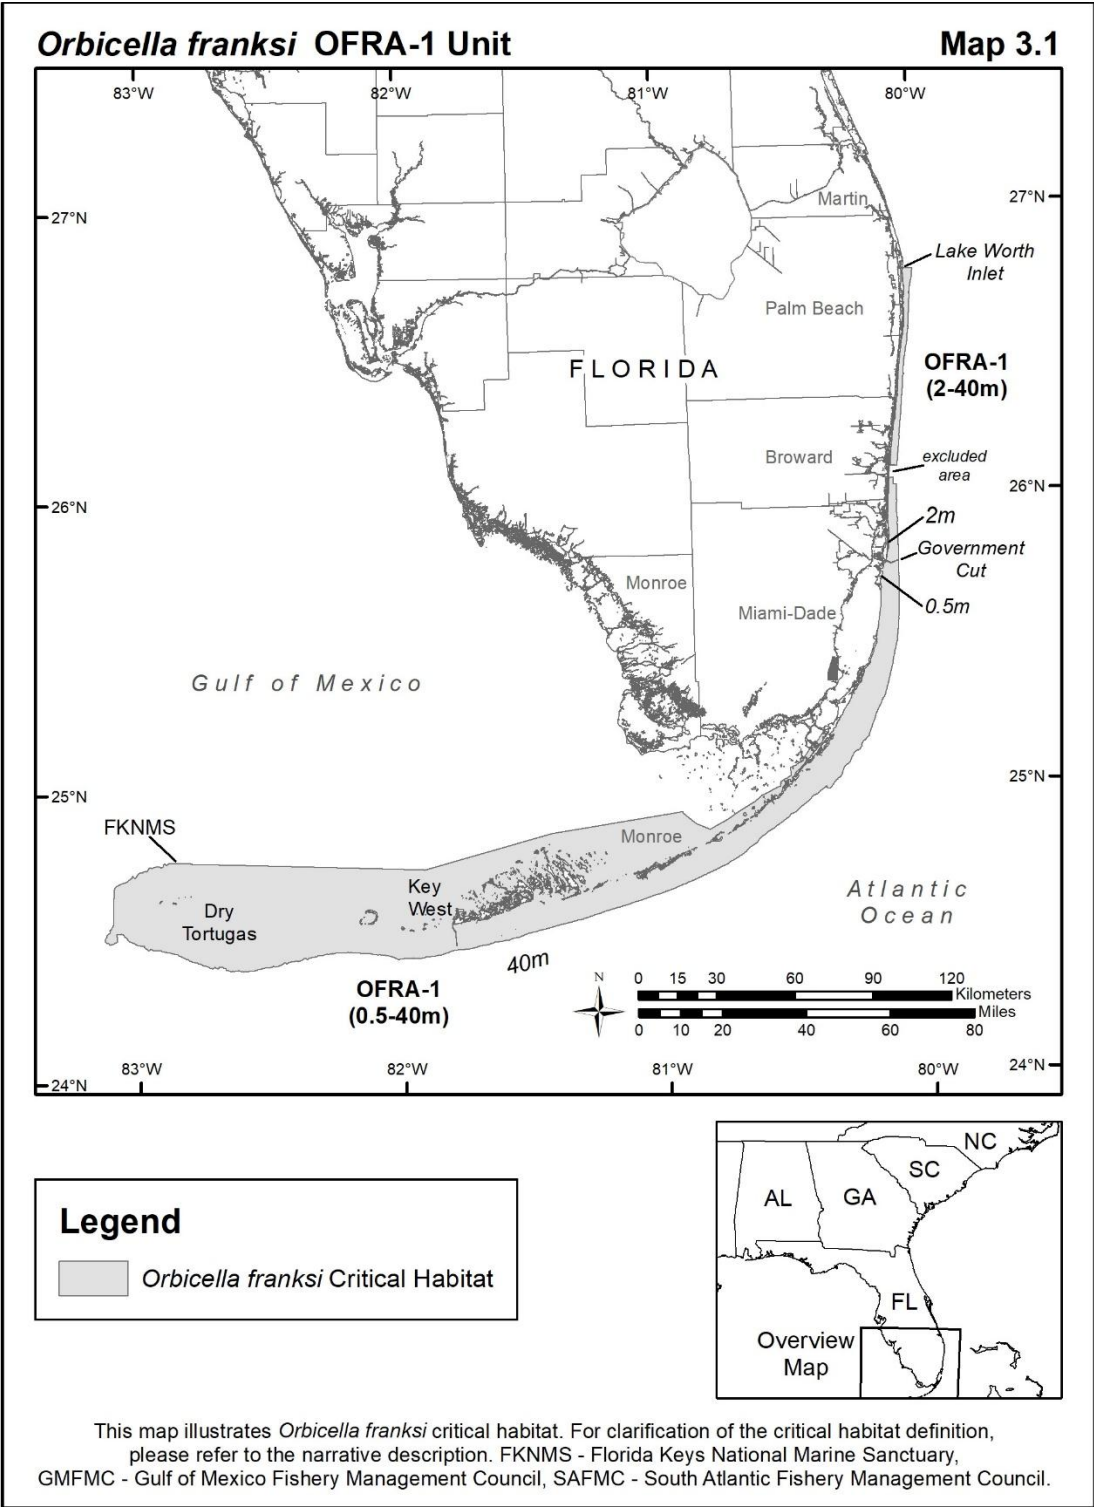 Orbicella franksi OFRA-1 Unit
Map 3.1
83°W
82°W
81°W
80°W
27°N
27°N
Martin
Lake Worth
Inlet
Palm Beach
FLORIDA
OFRA-1
(2-40m)
Broward
excluded
area
26°N
26°N
2m
Government
Cut
Monroe
Miami-Dade
0.5m
Gulf of Mexico
25°N
25°N
FKNMS
Monroe
Key
West
Dry
Tortugas
Atlantic
Ocean
40m
OFRA-1
(0.5-40m)
N
0 15 30 60 90 120
Kilometers
Miles
0 10 20 40 60 80
24°N
24°N
83°W
82°W
81°W
80°W
Legend
Orbicella franksi Critical Habitat
NC
SC
AL
GA
FL
Overview
Map
This map illustrates Orbicella franksi critical habitat. For clarification of the critical habitat definition,
please refer to the narrative description. FKNMS - Florida Keys National Marine Sanctuary,
GMFMC - Gulf of Mexico Fishery Management Council, SAFMC - South Atlantic Fishery Management Council.